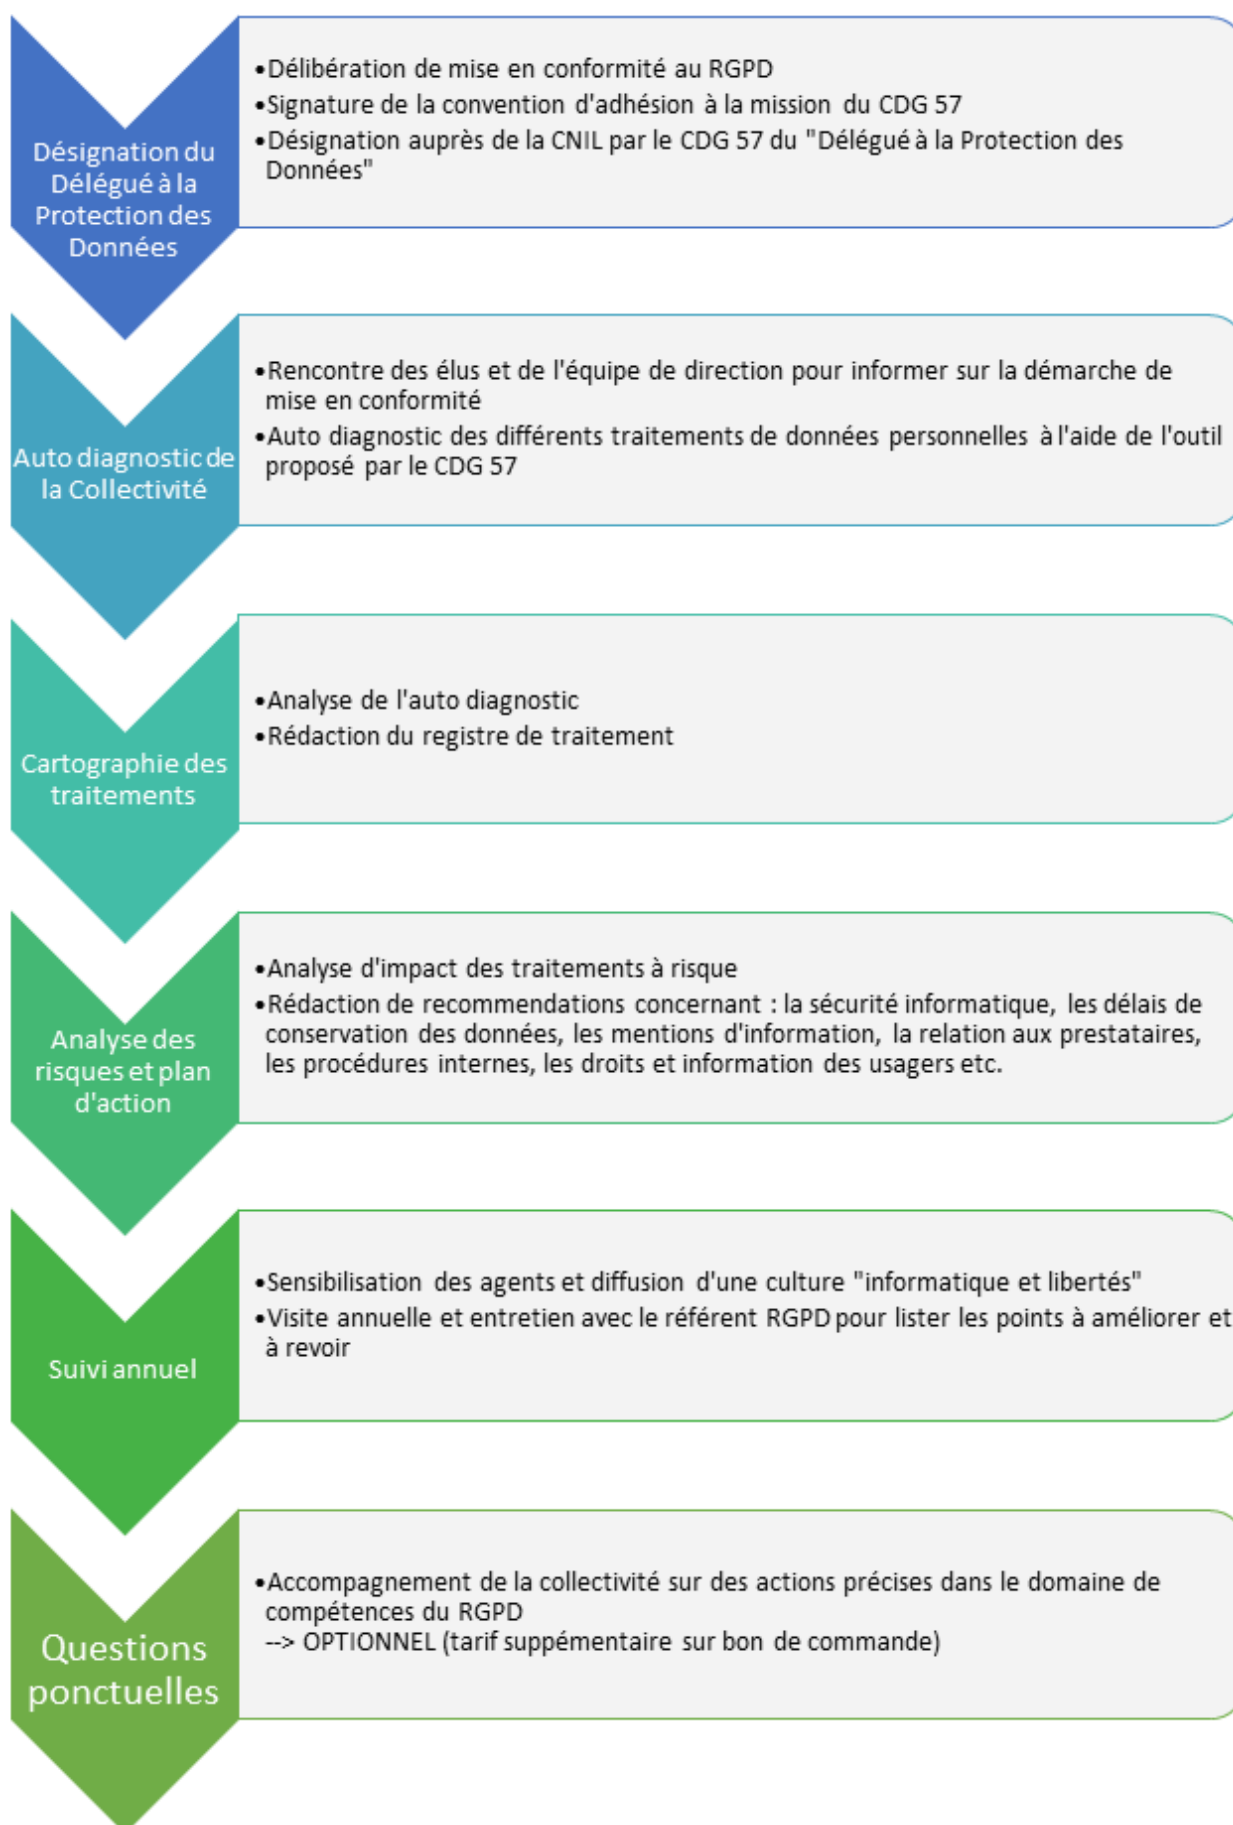 Désignation du
Délégué à la
Protection des
Données
•Délibération de mise en conformité au RGPD
•Signature de la convention d'adhésion à la mission du CDG 57
•Désignation auprès de la CNIL par le CDG 57 du "Délégué à la Protection des
Données"
Auto diagnostic de
la Collectivité
•Rencontre des élus et de l'équipe de direction pour informer sur la démarche de
mise en conformité
•Auto diagnostic des différents traitements de données personnelles à l'aide de l'outil
proposé par le CDG 57
Cartographie des
traitements
•Analyse de l'auto diagnostic
•Rédaction du registre de traitement
Analyse des
risques et plan
d'action
•Analyse d'impact des traitements à risque
•Rédaction de recommendations concernant : la sécurité informatique, les délais de
conservation des données, les mentions d'information, la relation aux prestataires,
les procédures internes, les droits et information des usagers etc.
Suivi annuel
•Sensibilisation des agents et diffusion d'une culture "informatique et libertés"
•Visite annuelle et entretien avec le référent RGPD pour lister les points à améliorer et
à revoir
Questions
ponctuelles
•Accompagnement de la collectivité sur des actions précises dans le domaine de
compétences du RGPD
--> OPTIONNEL (tarif suppémentaire sur bon de commande)